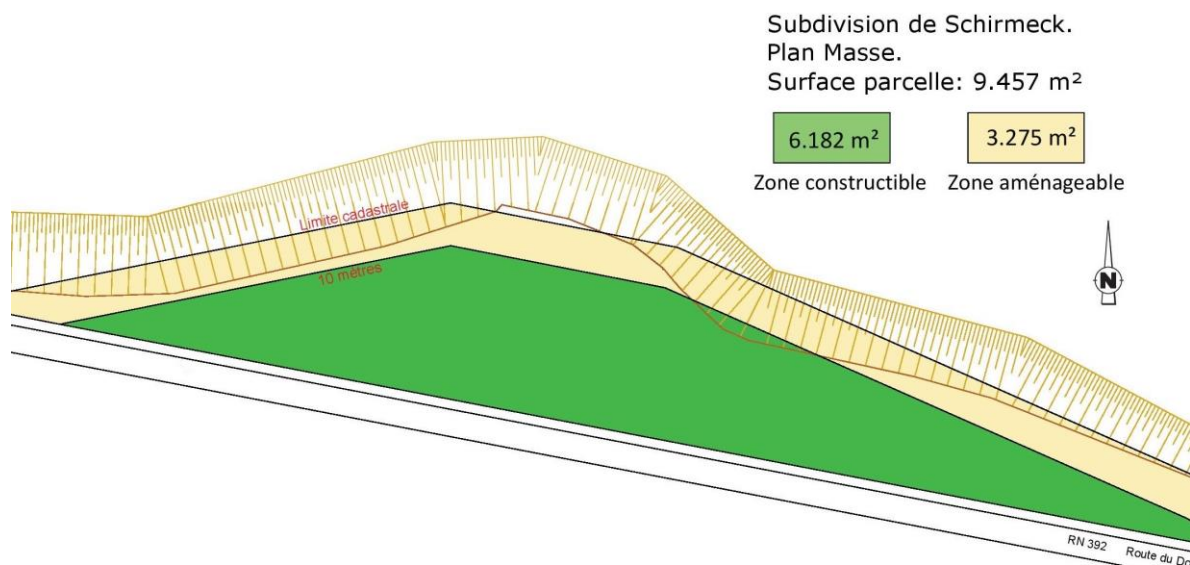 Subdivision de Schirmeck.
Plan Masse.
Surface parcelle: 9.457 m²
6.182 m²
3.275 m²
Zone constructible
Zone aménageable
Limite cadastrale
10 mètres
N
RN 392
Route du Do